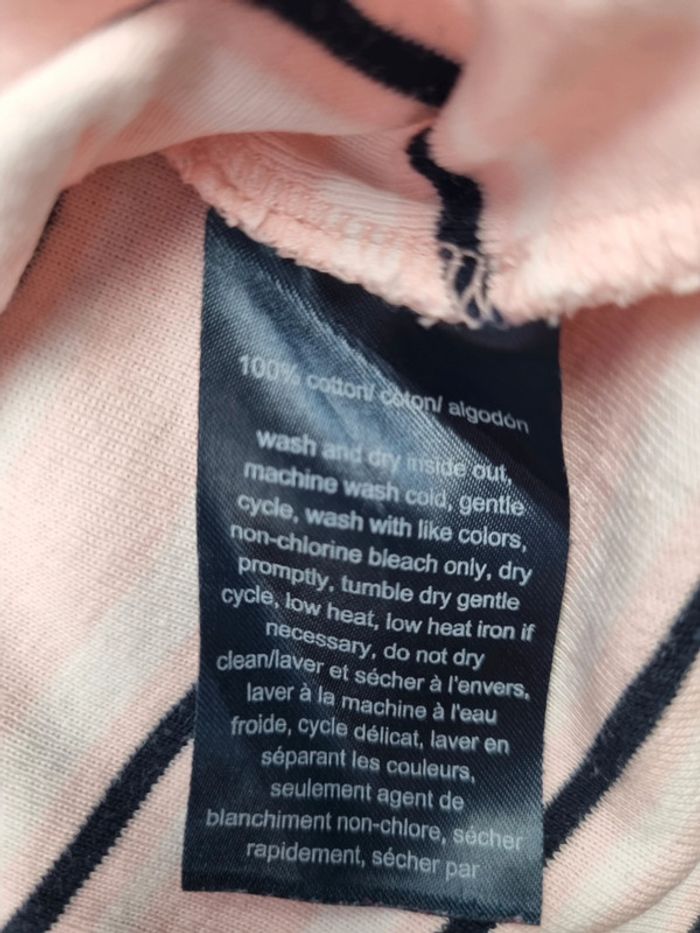 100% cotton/ coton/ algodón
wash and dry inside out,
machine wash cold, gentle
cycle, wash with like colors,
non-chlorine bleach only, dry
promptly, tumble dry gentle
cycle, low heat, low heat iron if
necessary, do not dry
clean/laver et sécher à l'envers,
laver à la machine à l'eau
froide, cycle délicat, laver en
séparant les couleurs,
seulement agent de
blanchiment non-chlore, sécher
rapidement, sécher par